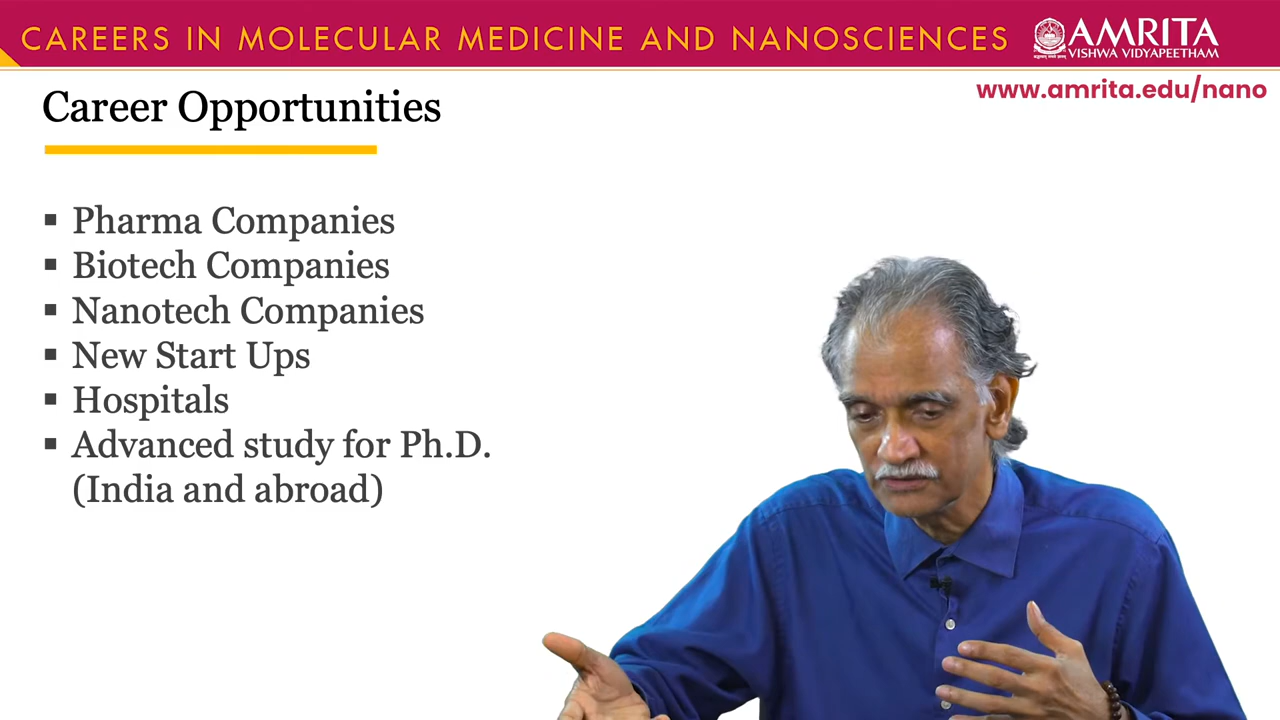 CAREERS IN MOLECULAR MEDICINE AND NANOSCIENCES
AMRITA
VISHWA VIDYAPEETHAM
www.amrita.edu/nano
Career Opportunities
▪ Pharma Companies
▪ Biotech Companies
▪ Nanotech Companies
▪ New Start Ups
▪ Hospitals
▪ Advanced study for Ph.D.
(India and abroad)